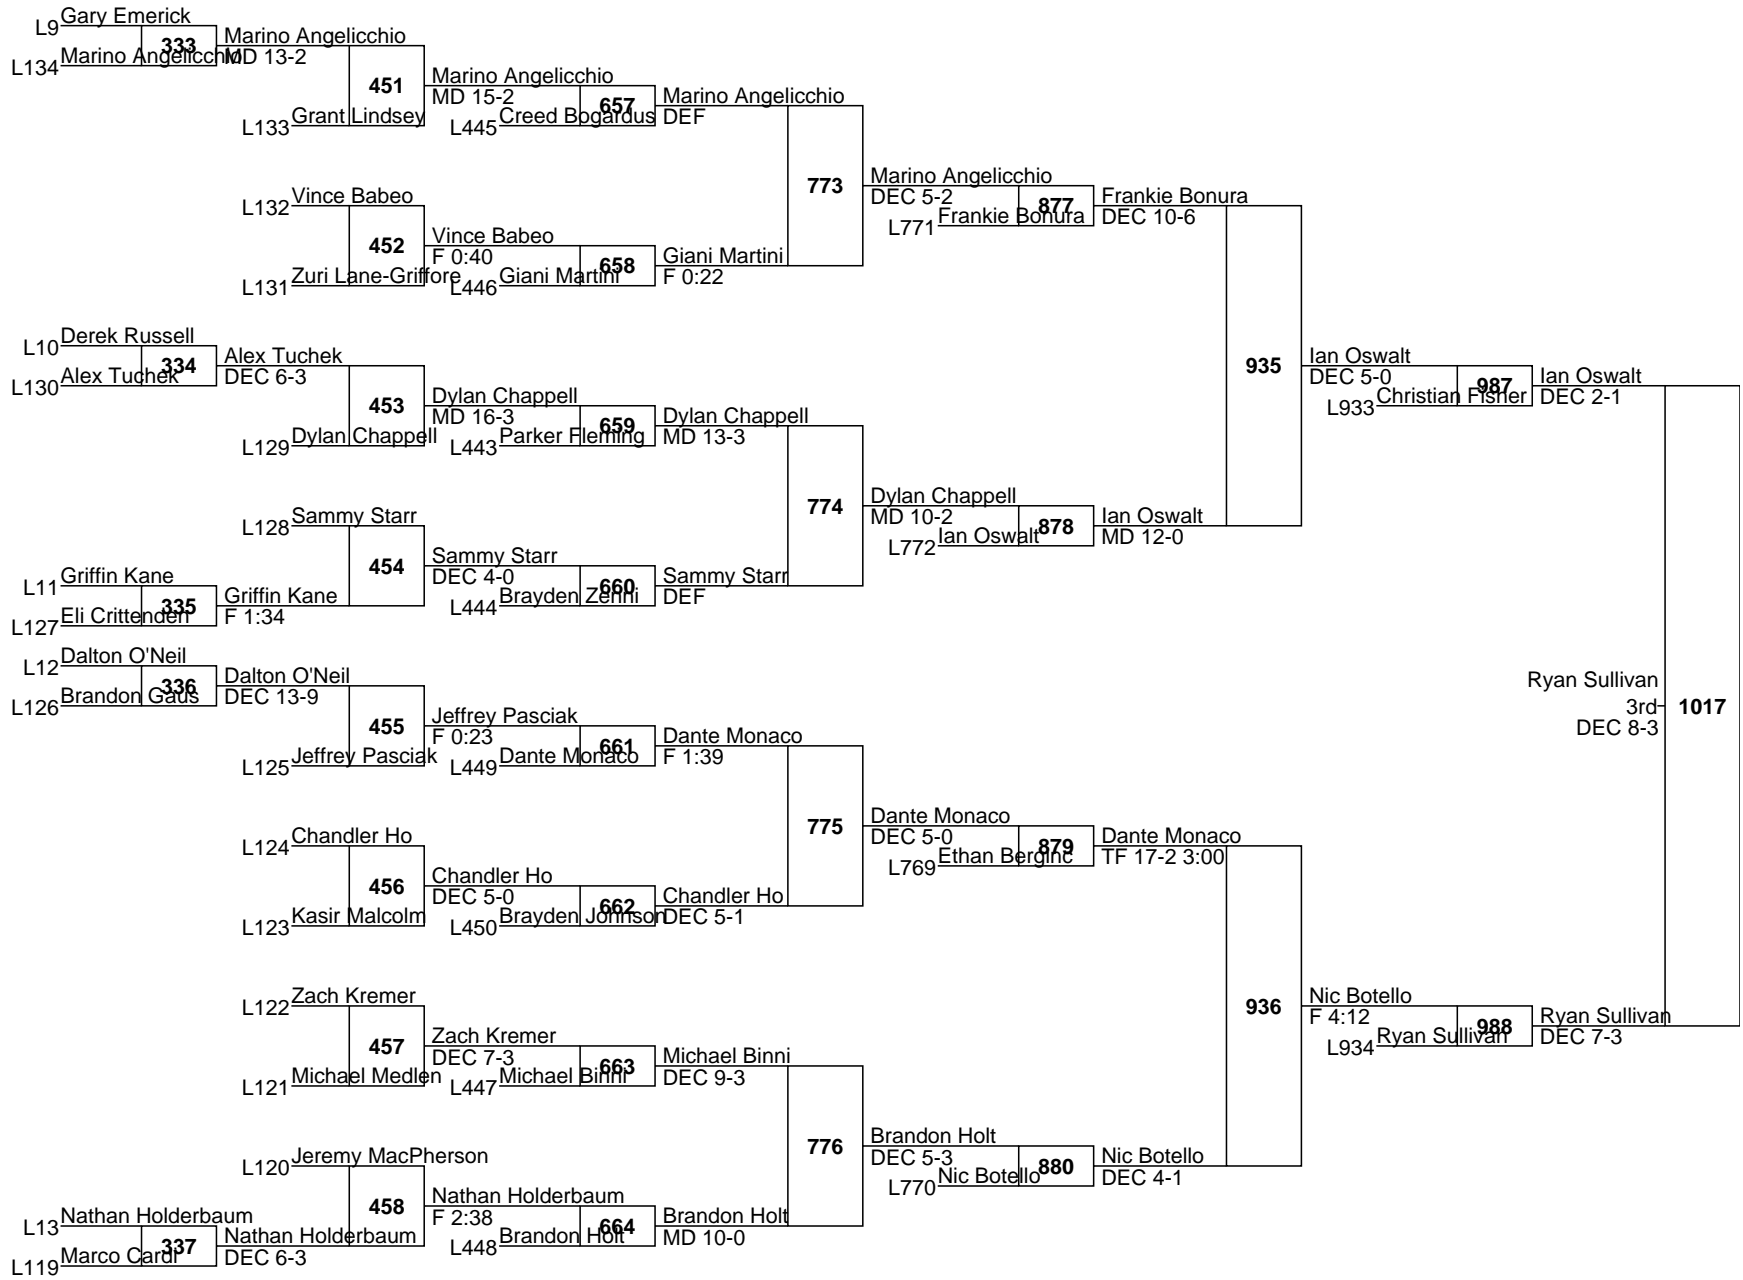 L9 Gary Emerick
333
L134 Marino Angelicchio
Marino Angelicchio
MD 13-2
451
L133 Grant Lindsey
Marino Angelicchio
MD 15-2
657
L445 Creed Bogardus
Marino Angelicchio
DEF
L132 Vince Babeo
452
L131 Zuri Lane-Griffore
Vince Babeo
F 0:40
658
L446 Giani Martini
Giani Martini
F 0:22
773
Marino Angelicchio
DEC 5-2
877
L771 Frankie Bonura
Frankie Bonura
DEC 10-6
L10 Derek Russell
334
L130 Alex Tuchek
Alex Tuchek
DEC 6-3
453
L129 Dylan Chappell
Dylan Chappell
MD 16-3
659
L443 Parker Fleming
Dylan Chappell
MD 13-3
L128 Sammy Starr
454
L11 Griffin Kane
335
L127 Eli Crittenden
Griffin Kane
F 1:34
Sammy Starr
DEC 4-0
660
L444 Brayden Zenni
Sammy Starr
DEF
774
Dylan Chappell
MD 10-2
878
L772 Ian Oswalt
Ian Oswalt
MD 12-0
935
Ian Oswalt
DEC 5-0
987
L933 Christian Fisher
Ian Oswalt
DEC 2-1
L12 Dalton O'Neil
336
L126 Brandon Gaus
Dalton O'Neil
DEC 13-9
455
L125 Jeffrey Pasciak
Jeffrey Pasciak
F 0:23
661
L449 Dante Monaco
Dante Monaco
F 1:39
L124 Chandler Ho
456
L123 Kasir Malcolm
Chandler Ho
DEC 5-0
662
L450 Brayden Johnson
Chandler Ho
DEC 5-1
775
Dante Monaco
DEC 5-0
879
L769 Ethan Berginc
Dante Monaco
TF 17-2 3:00
L122 Zach Kremer
457
L121 Michael Medlen
Zach Kremer
DEC 7-3
663
L447 Michael Binni
Michael Binni
DEC 9-3
L120 Jeremy MacPherson
458
L13 Nathan Holderbaum
337
L119 Marco Cardi
Nathan Holderbaum
DEC 6-3
Nathan Holderbaum
F 2:38
664
L448 Brandon Holt
Brandon Holt
MD 10-0
776
Brandon Holt
DEC 5-3
880
L770 Nic Botello
Nic Botello
DEC 4-1
936
Nic Botello
F 4:12
988
L934 Ryan Sullivan
Ryan Sullivan
DEC 7-3
1017
Ryan Sullivan
3rd
DEC 8-3